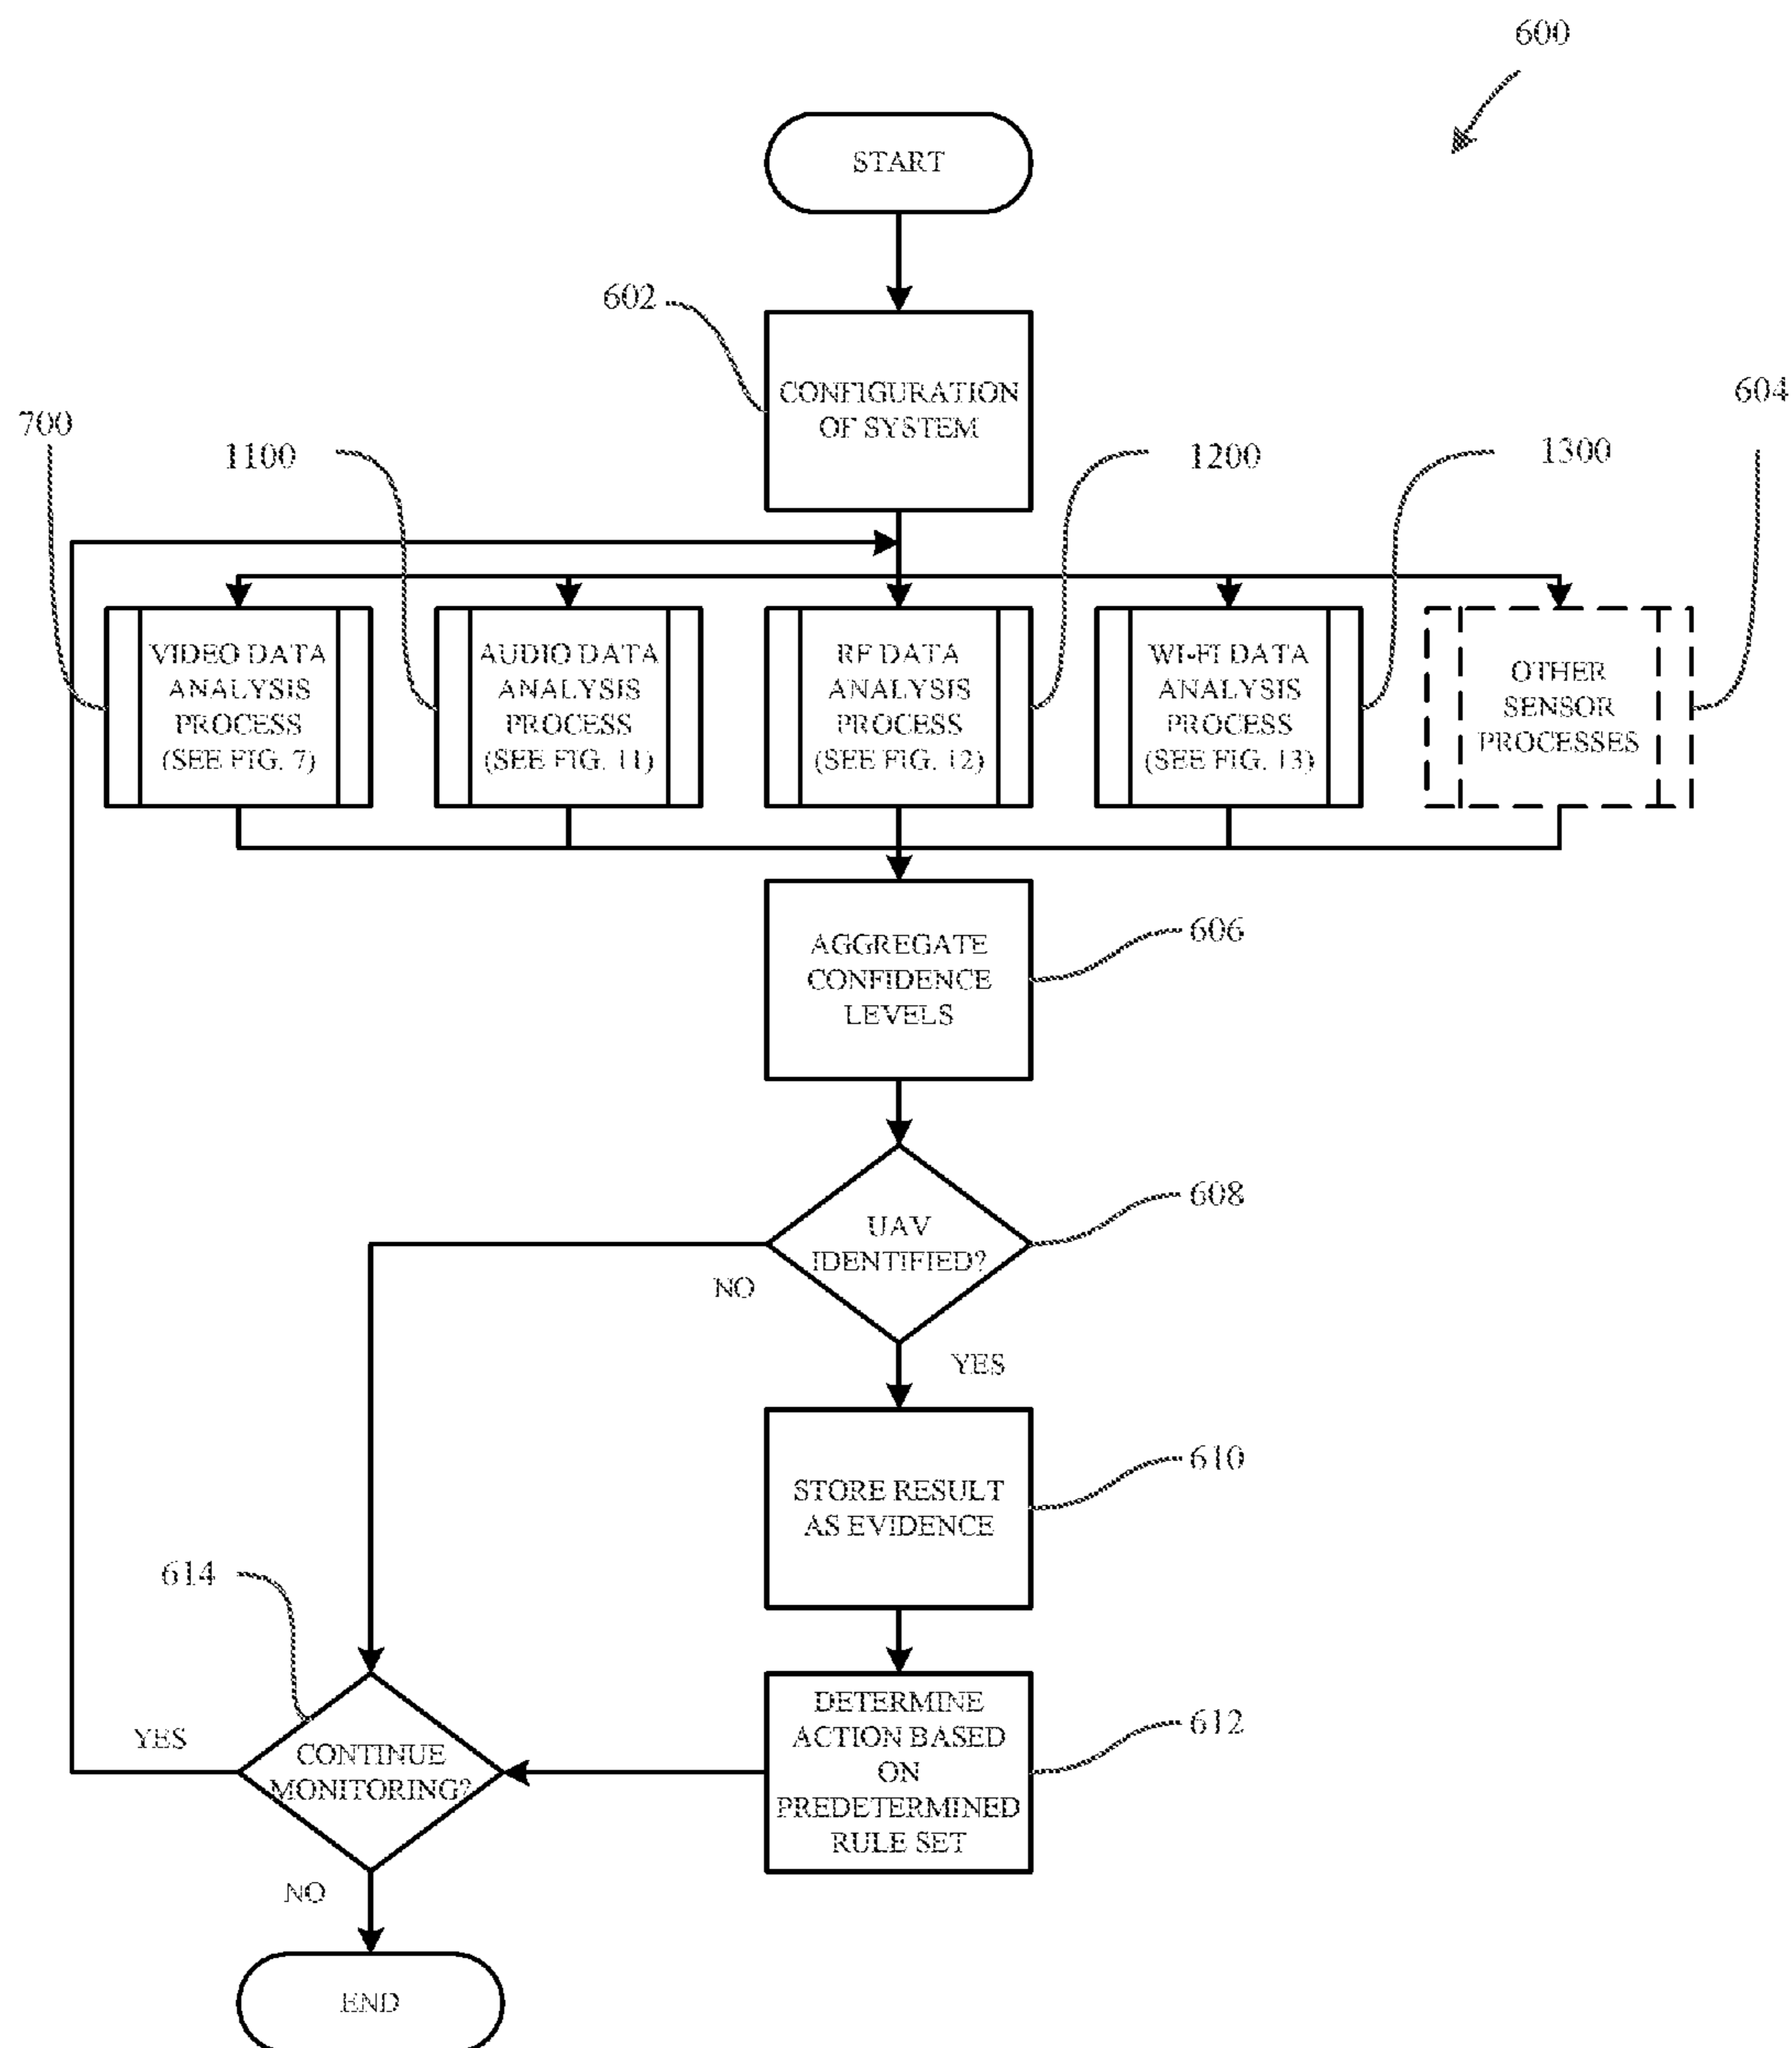 600
START
602
CONFIGURATION
OF SYSTEM
604
700
1100
1200
1300
VIDEO DATA
ANALYSIS
PROCESS
(SEE FIG. 7)
AUDIO DATA
ANALYSIS
PROCESS
(SEE FIG. 11)
RF DATA
ANALYSIS
PROCESS
(SEE FIG. 12)
WI-FI DATA
ANALYSIS
PROCESS
(SEE FIG. 13)
OTHER
SENSOR
PROCESSES
AGGREGATE
CONFIDENCE
LEVELS
606
608
UAV
IDENTIFIED?
NO
YES
610
STORE RESULT
AS EVIDENCE
614
DETERMINE
ACTION BASED
ON
PREDETERMINED
RULE SET
612
YES
CONTINUE
MONITORING?
NO
END